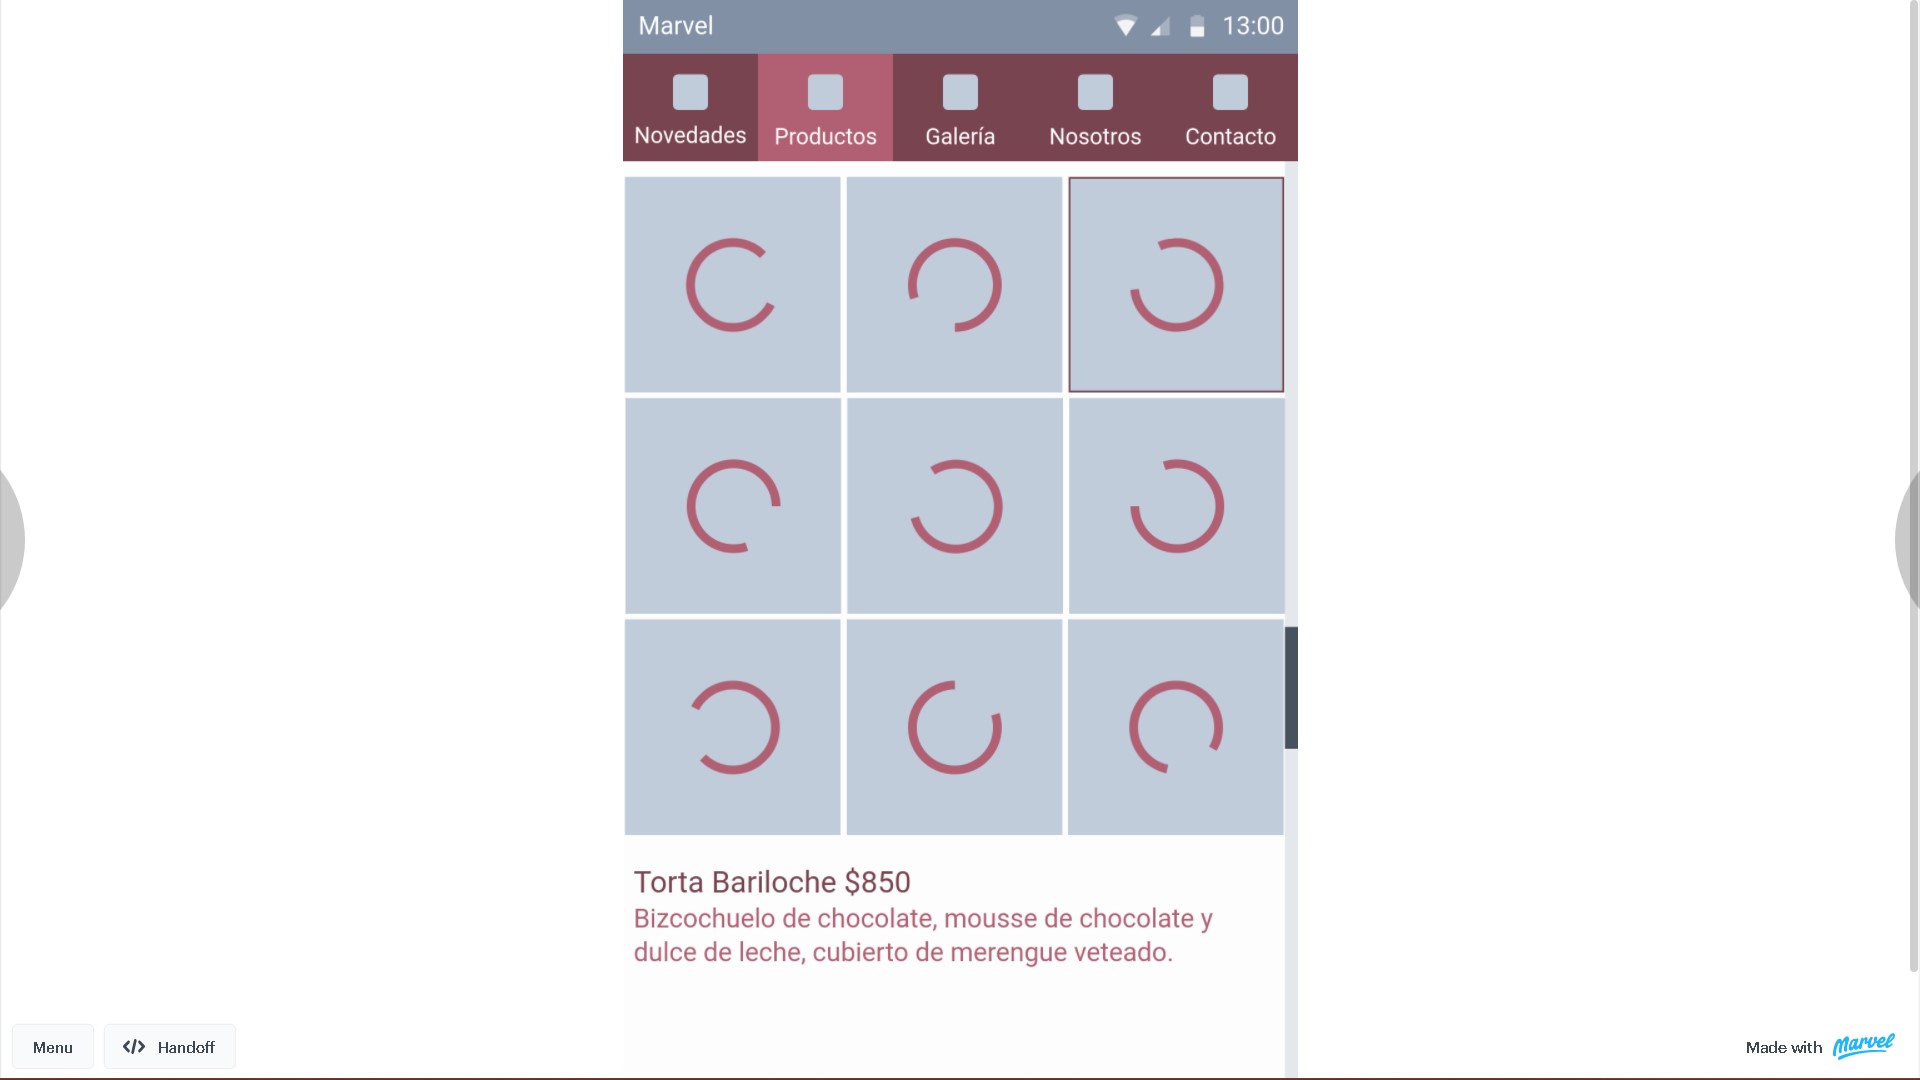 Marvel
13:00
Novedades
Productos
Galería
Nosotros
Contacto
Torta Bariloche $850
Bizcochuelo de chocolate, mousse de chocolate y
dulce de leche, cubierto de merengue veteado.
Menu
</> Handoff
Made with Marvel